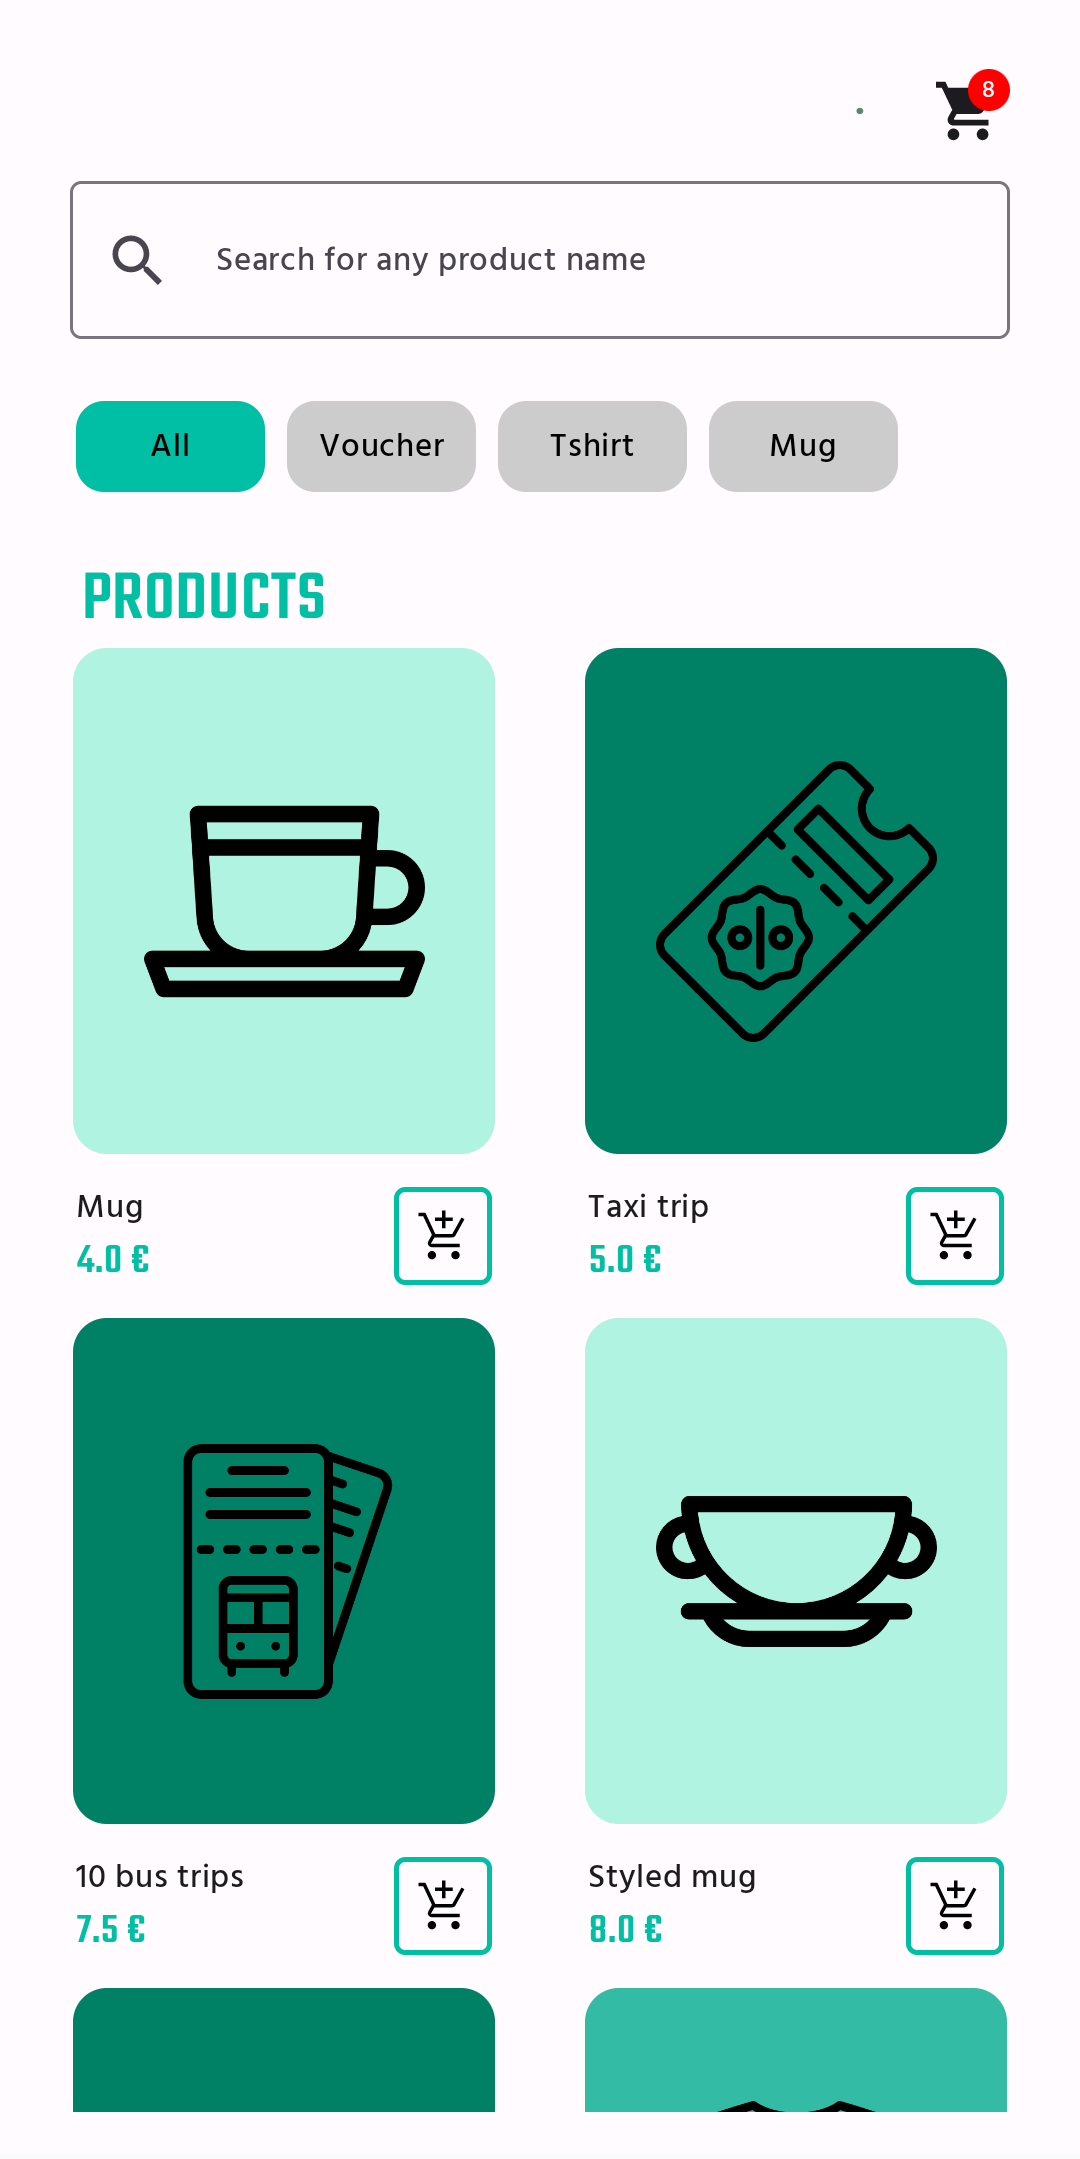 8
Search for any product name
All
Voucher
Tshirt
Mug
PRODUCTS
Mug
4.0 €
Taxi trip
5.0 €
10 bus trips
7.5 €
Styled mug
8.0 €